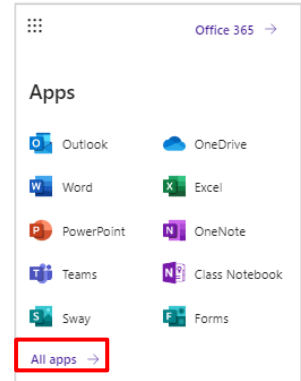 Office 365 →
Apps
Outlook OneDrive
Word Excel
PowerPoint OneNote
Teams Class Notebook
Sway Forms
All apps →